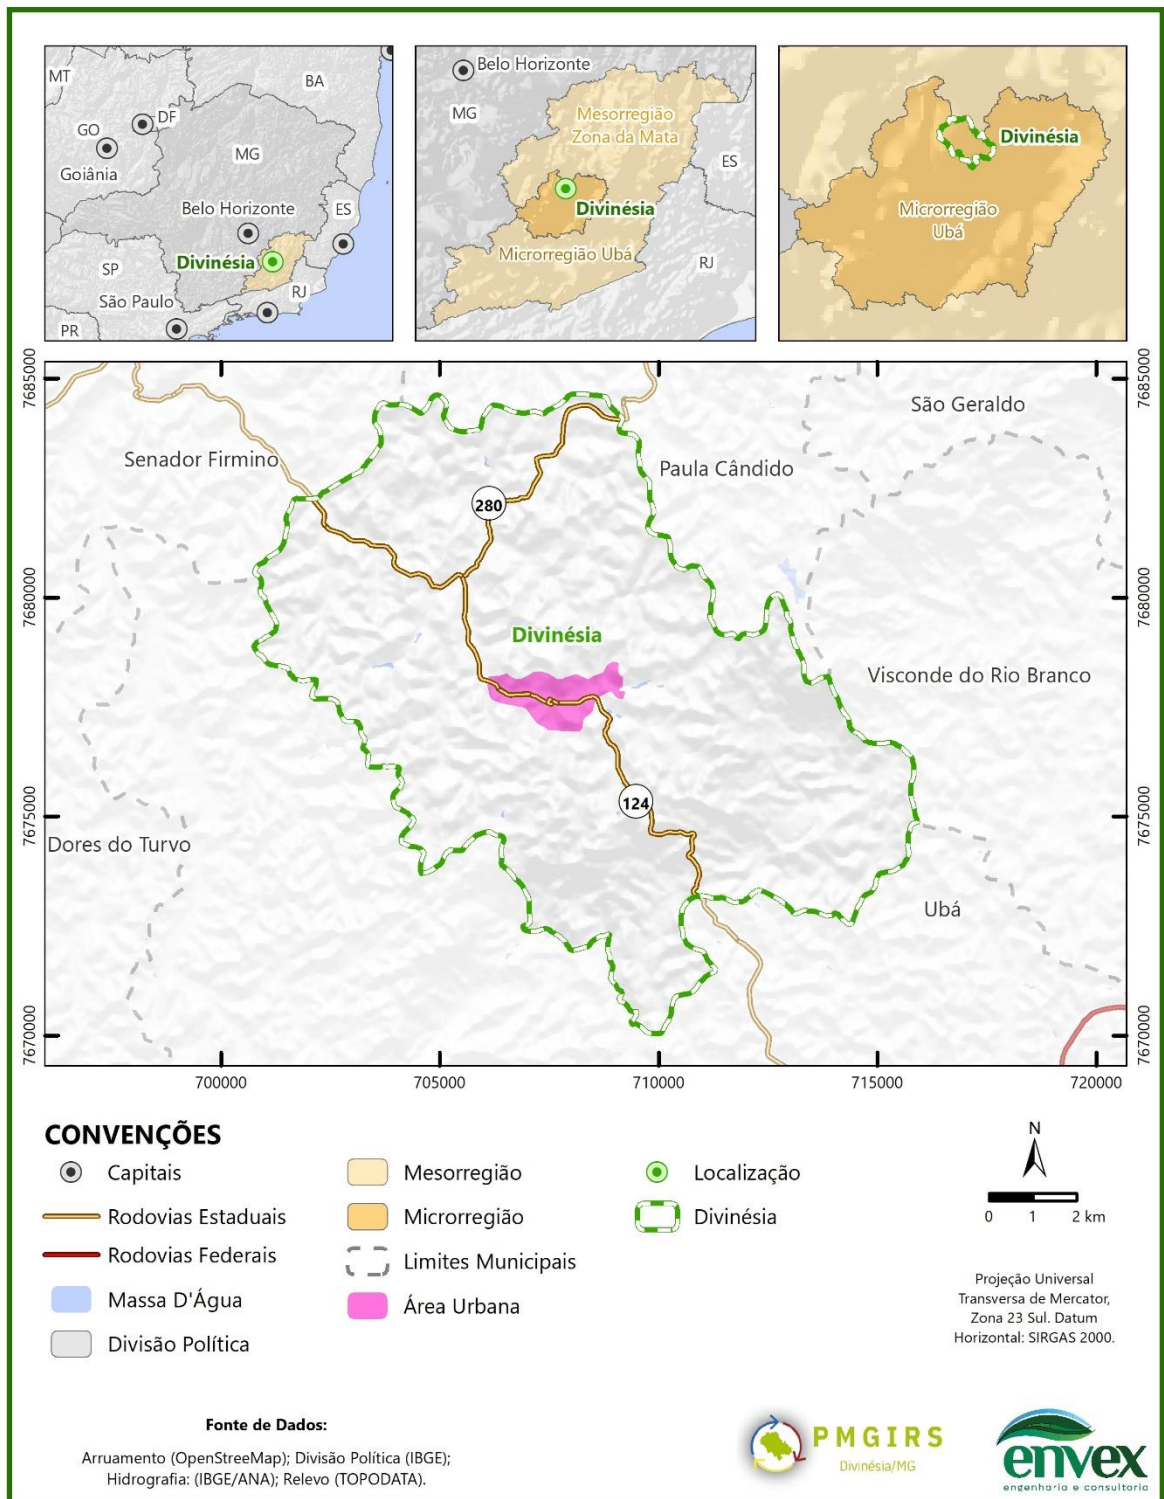 MT
BA
DF
GO
Goiânia
MG
Belo Horizonte
ES
Divinésia
SP
São Paulo
RJ
PR
Belo Horizonte
MG
Mesorregião
Zona da Mata
ES
Divinésia
Microrregião Ubá
RJ
Divinésia
Microrregião
Ubá
7685000
7685000
São Geraldo
Senador Firmino
Paula Cândido
280
7680000
7680000
Divinésia
Visconde do Rio Branco
124
7675000
7675000
Dores do Turvo
Ubá
7670000
7670000
700000
705000
710000
715000
720000
CONVENÇÕES
Capitais
Rodovias Estaduais
Rodovias Federais
Massa D'Água
Divisão Política
Mesorregião
Microrregião
Limites Municipais
Área Urbana
Localização
Divinésia
N
0 1 2 km
Projeção Universal
Transversa de Mercator,
Zona 23 Sul. Datum
Horizontal: SIRGAS 2000.
Fonte de Dados:
Arruamento (OpenStreeMap); Divisão Política (IBGE);
Hidrografia: (IBGE/ANA); Relevo (TOPODATA).
PMGIRS
Divinésia/MG
envex
engenharia e consultoria